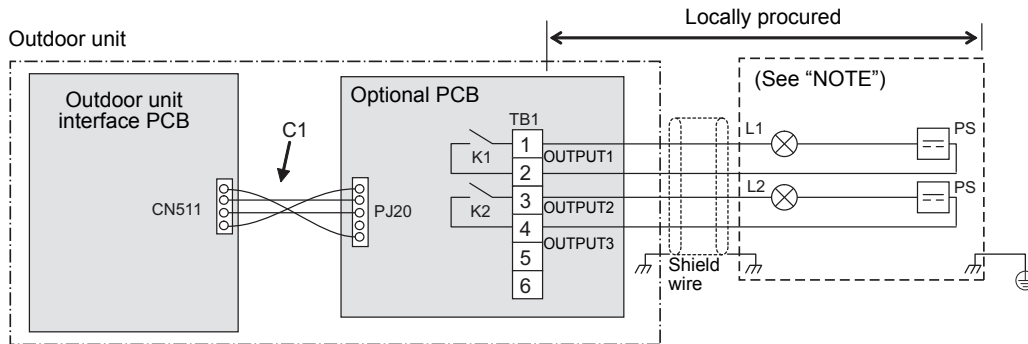 Locally procured
Outdoor unit
Outdoor unit
interface PCB
Optional PCB
(See “NOTE”)
C1
TB1
K1
1
OUTPUT1
L1
PS
2
CN511
PJ20
K2
3
OUTPUT2
L2
PS
4
OUTPUT3
5
6
Shield
wire